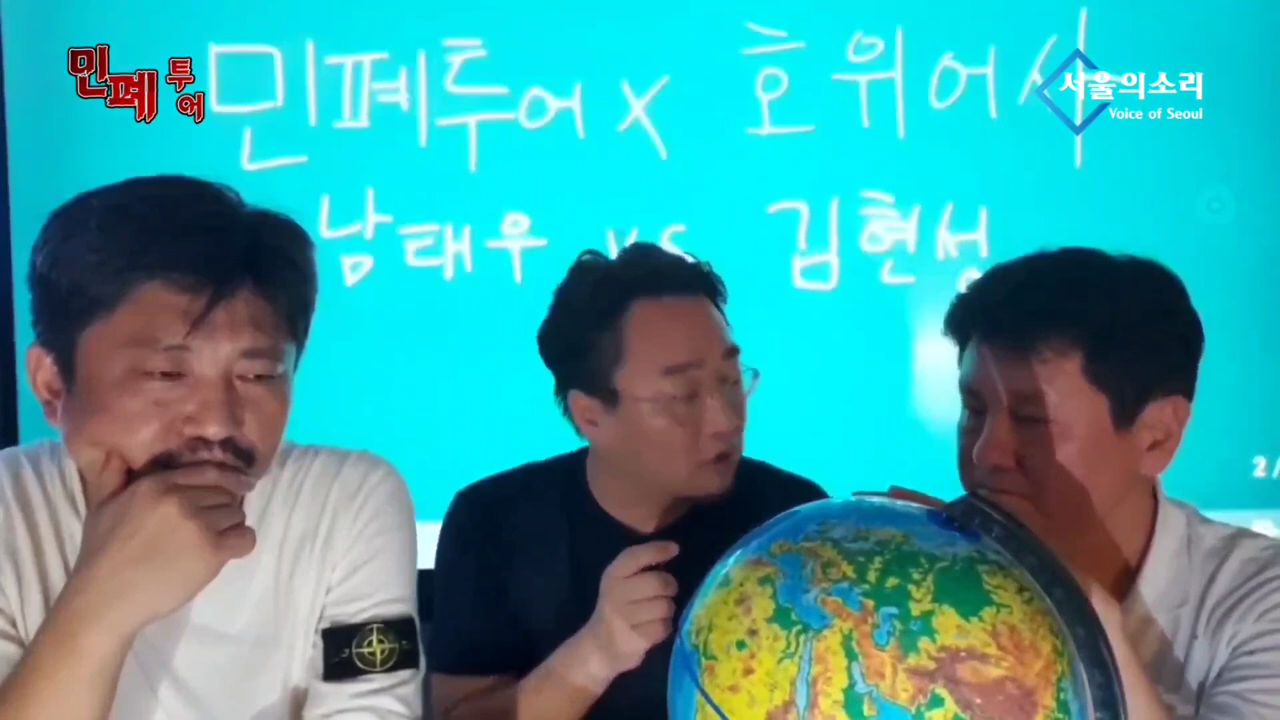 민폐투어
민폐투어 x 호위어사
서울의소리
Voice of Seoul
남태우 vs 김현성
2/